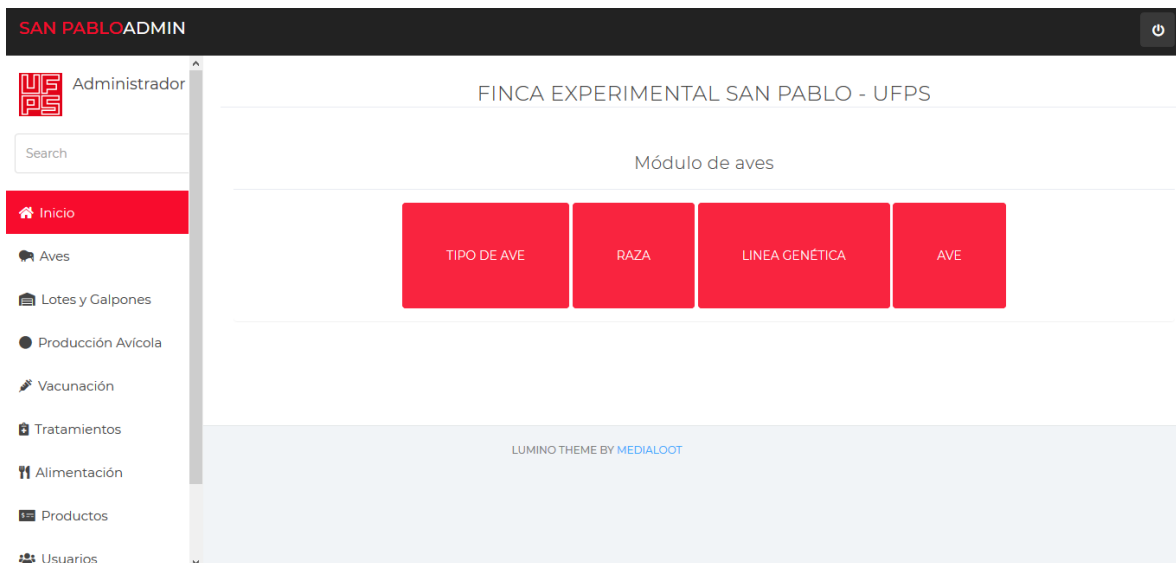 SAN PABLOADMIN
UFPS
Administrador
Search
Inicio
Aves
Lotes y Galpones
Producción Avícola
Vacunación
Tratamientos
Alimentación
Productos
Usuarios
FINCA EXPERIMENTAL SAN PABLO - UFPS
Módulo de aves
TIPO DE AVE
RAZA
LINEA GENÉTICA
AVE
LUMINO THEME BY MEDIALOOT